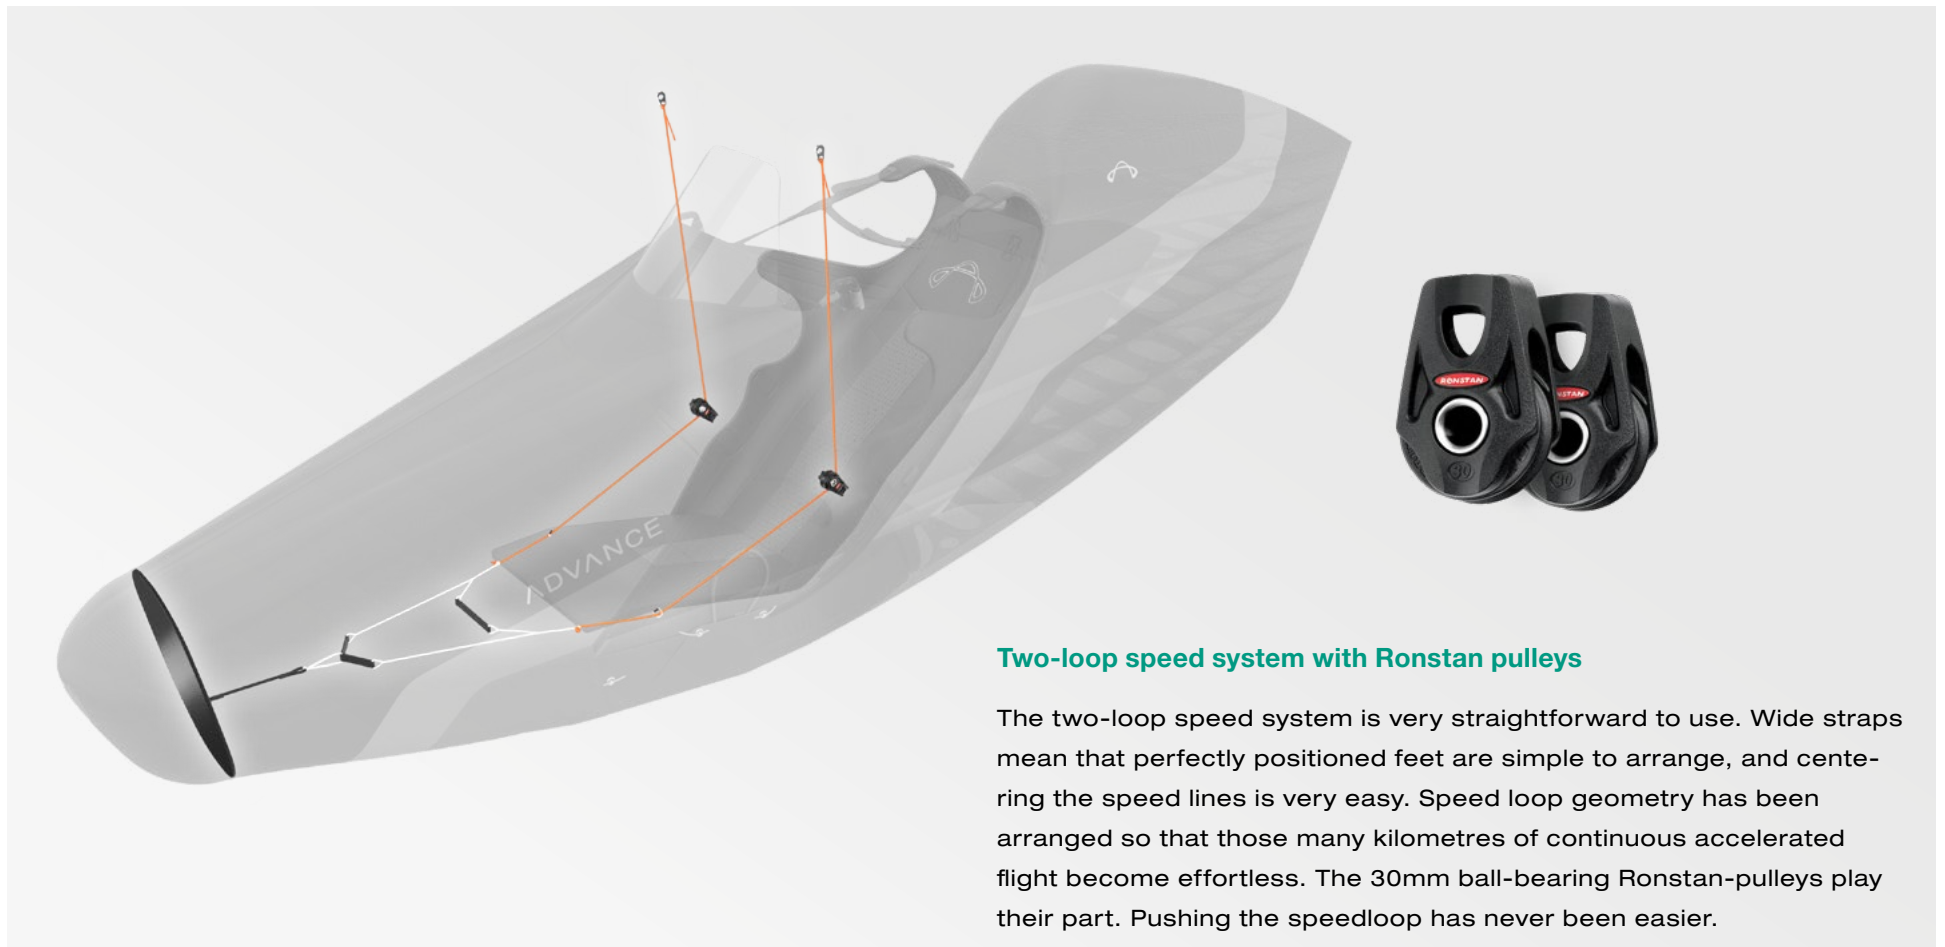 ADVANCE
RONSTAN
30
30
Two-loop speed system with Ronstan pulleys
The two-loop speed system is very straightforward to use. Wide straps
mean that perfectly positioned feet are simple to arrange, and cente-
ring the speed lines is very easy. Speed loop geometry has been
arranged so that those many kilometres of continuous accelerated
flight become effortless. The 30mm ball-bearing Ronstan-pulleys play
their part. Pushing the speedloop has never been easier.